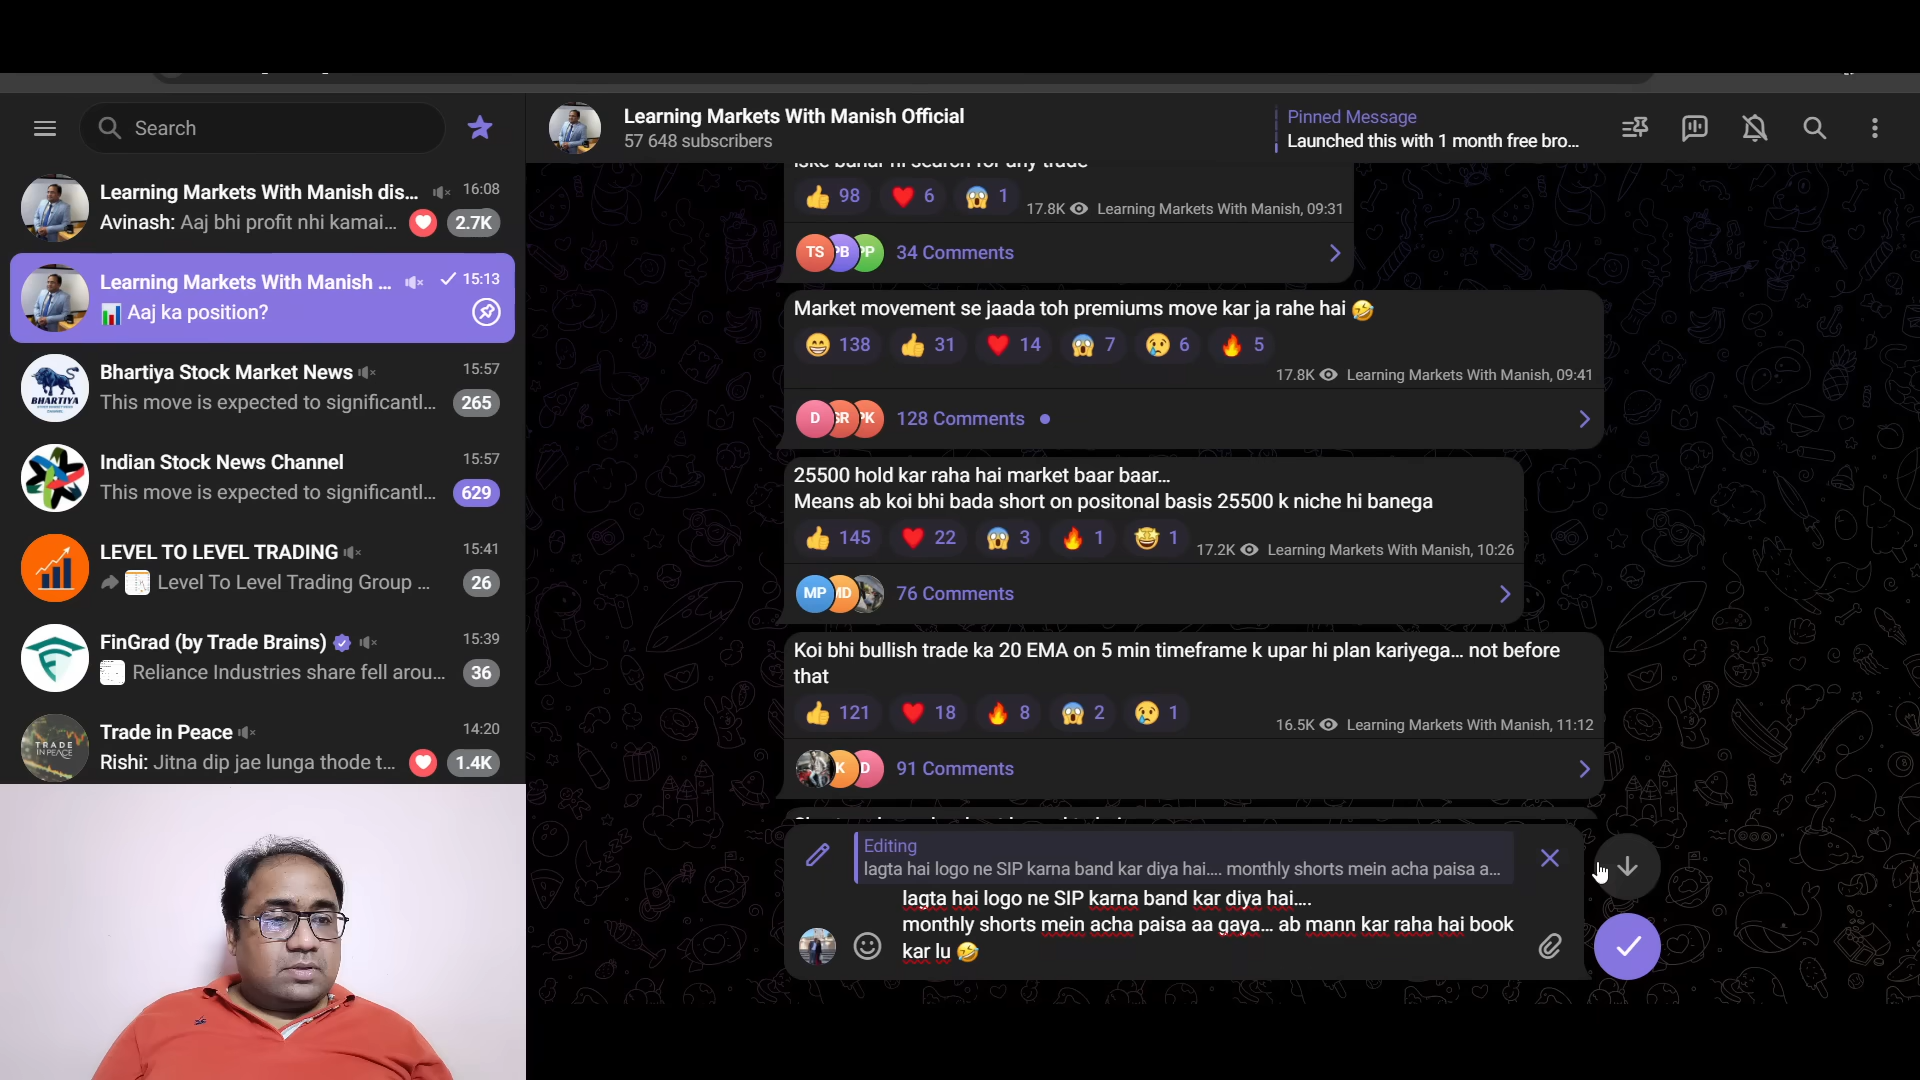 Search
Learning Markets With Manish dis... 16:08
Avinash: Aaj bhi profit nhi kamai... 2.7K
Learning Markets With Manish ... 15:13
📊 Aaj ka position?
Bhartiya Stock Market News 15:57
This move is expected to significantl... 265
BHARTIYA
Indian Stock News Channel 15:57
This move is expected to significantl... 629
LEVEL TO LEVEL TRADING 15:41
Level To Level Trading Group ... 26
FinGrad (by Trade Brains) 15:39
Reliance Industries share fell arou... 36
Trade in Peace 14:20
Rishi: Jitna dip jae lunga thode t... 1.4K
TRADE
IN PEACE
Learning Markets With Manish Official
57 648 subscribers
Pinned Message
Launched this with 1 month free bro...
👍 98 ❤️ 6 😱 1 17.8K Learning Markets With Manish, 09:31
TS PB PP 34 Comments
Market movement se jaada toh premiums move kar ja rahe hai 🤣
😁 138 👍 31 ❤️ 14 😱 7 😢 6 🔥 5
17.8K Learning Markets With Manish, 09:41
D SR PK 128 Comments
25500 hold kar raha hai market baar baar...
Means ab koi bhi bada short on positonal basis 25500 k niche hi banega
👍 145 ❤️ 22 😱 3 🔥 1 🤩 1 17.2K Learning Markets With Manish, 10:26
MP MD 76 Comments
Koi bhi bullish trade ka 20 EMA on 5 min timeframe k upar hi plan kariyega... not before
that
👍 121 ❤️ 18 🔥 8 😱 2 😢 1
16.5K Learning Markets With Manish, 11:12
K D 91 Comments
Editing
lagta hai logo ne SIP karna band kar diya hai.... monthly shorts mein acha paisa a...
lagta hai logo ne SIP karna band kar diya hai....
monthly shorts mein acha paisa aa gaya... ab mann kar raha hai book
kar lu 🤣